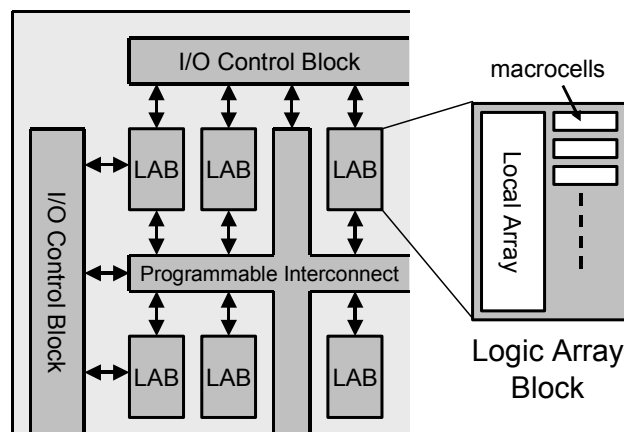 I/O Control Block
macrocells
LAB
LAB
LAB
Local Array
I/O Control Block
Programmable Interconnect
LAB
LAB
LAB
Logic Array
Block